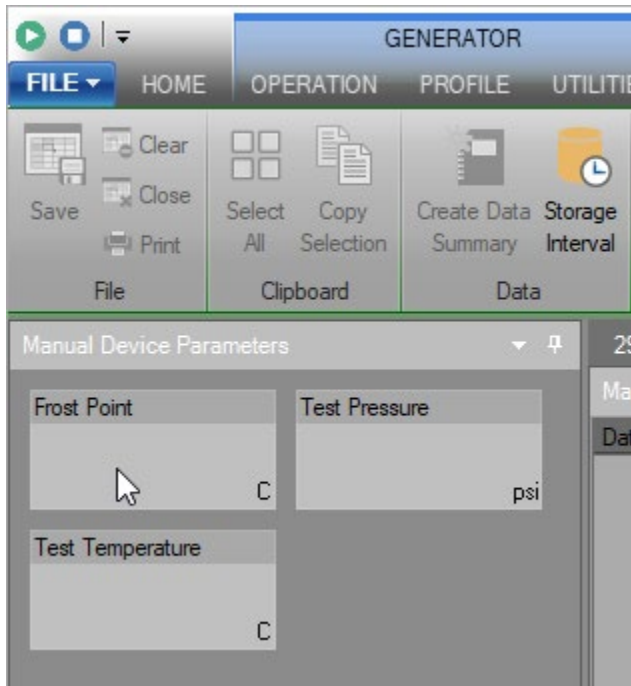 GENERATOR
FILE HOME OPERATION PROFILE
Save
Clear
Close
Print
File
Select
All
Copy
Selection
Clipboard
Create Data
Summary
Storage
Interval
Data
Manual Device Parameters
Frost Point
C
Test Pressure
psi
Test Temperature
C